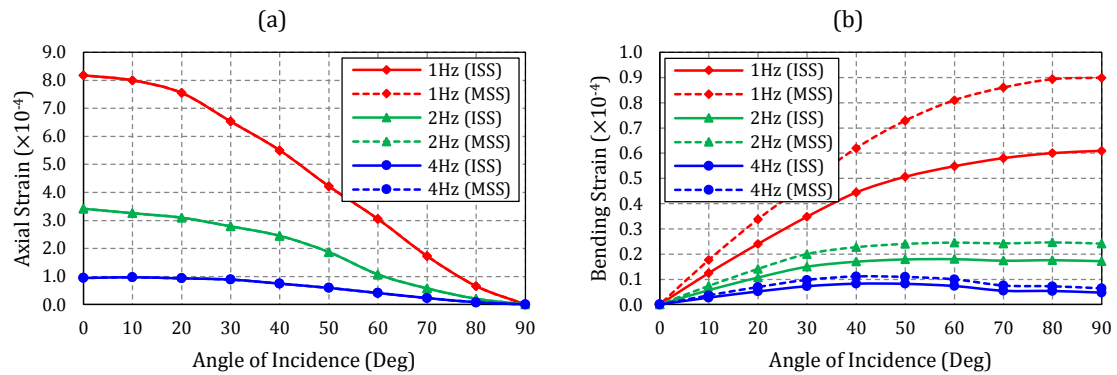 (a)
9.0
8.0
7.0
6.0
5.0
4.0
3.0
2.0
1.0
0.0
Axial Strain (×10-4)
1Hz (ISS)
1Hz (MSS)
2Hz (ISS)
2Hz (MSS)
4Hz (ISS)
4Hz (MSS)
0 10 20 30 40 50 60 70 80 90
Angle of Incidence (Deg)
(b)
1.0
0.9
0.8
0.7
0.6
0.5
0.4
0.3
0.2
0.1
0.0
Bending Strain (×10-4)
1Hz (ISS)
1Hz (MSS)
2Hz (ISS)
2Hz (MSS)
4Hz (ISS)
4Hz (MSS)
0 10 20 30 40 50 60 70 80 90
Angle of Incidence (Deg)